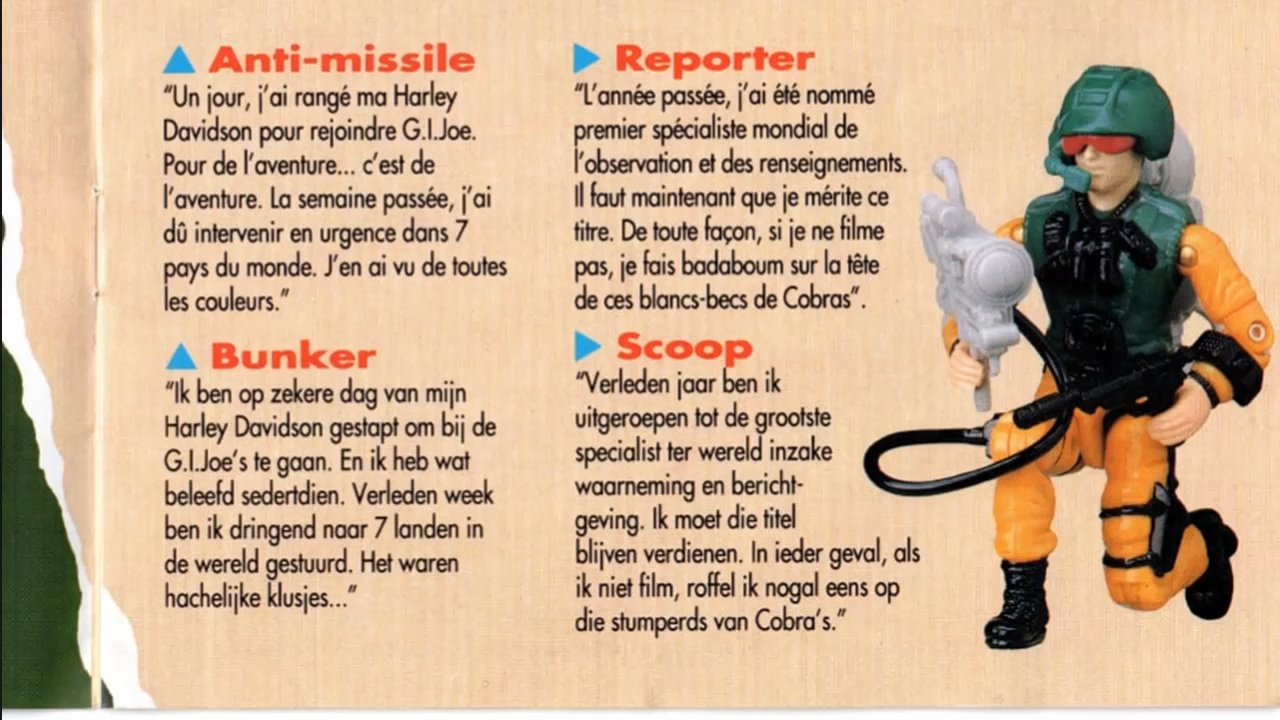 Anti-missile
“Un jour, j’ai rangé ma Harley
Davidson pour rejoindre G.I.Joe.
Pour de l’aventure... c’est de
l’aventure. La semaine passée, j’ai
dû intervenir en urgence dans 7
pays du monde. J’en ai vu de toutes
les couleurs.”
Bunker
“Ik ben op zekere dag van mijn
Harley Davidson gestapt om bij de
G.I.Joe’s te gaan. En ik heb wat
beleefd sedertdien. Verleden week
ben ik dringend naar 7 landen in
de wereld gestuurd. Het waren
hachelijke klusjes...”
Reporter
“L’année passée, j’ai été nommé
premier spécialiste mondial de
l’observation et des renseignements.
Il faut maintenant que je mérite ce
titre. De toute façon, si je ne filme
pas, je fais badaboum sur la tête
de ces blancs-becs de Cobras”.
Scoop
“Verleden jaar ben ik
uitgeroepen tot de grootste
specialist ter wereld inzake
waarneming en bericht-
geving. Ik moet die titel
blijven verdienen. In ieder geval, als
ik niet film, roffel ik nogal eens op
die stumperds van Cobra’s.”